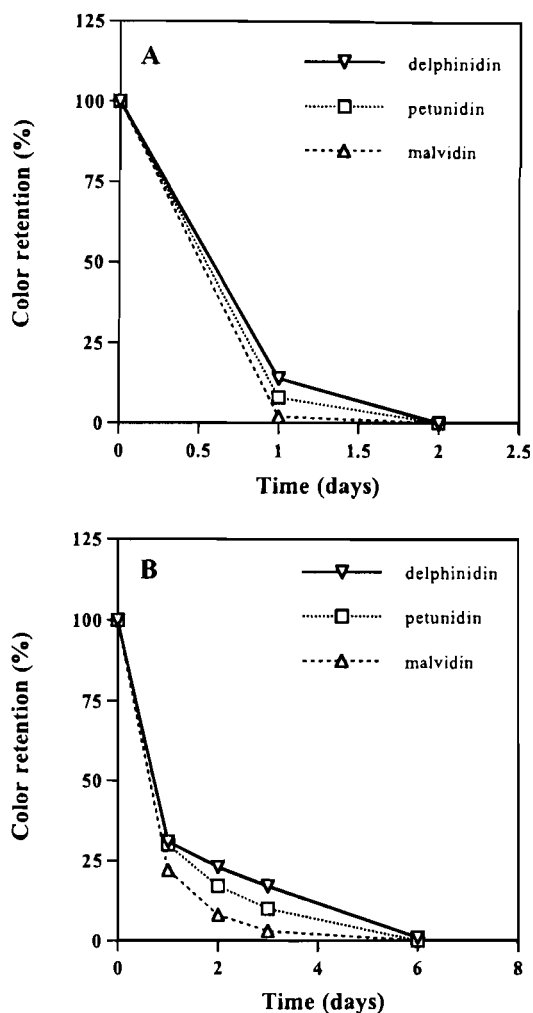 125
A
delphinidin
petunidin
malvidin
100
75
50
25
0
Color retention (%)
0 0.5 1 1.5 2 2.5
Time (days)
125
B
delphinidin
petunidin
malvidin
100
75
50
25
0
Color retention (%)
0 2 4 6 8
Time (days)